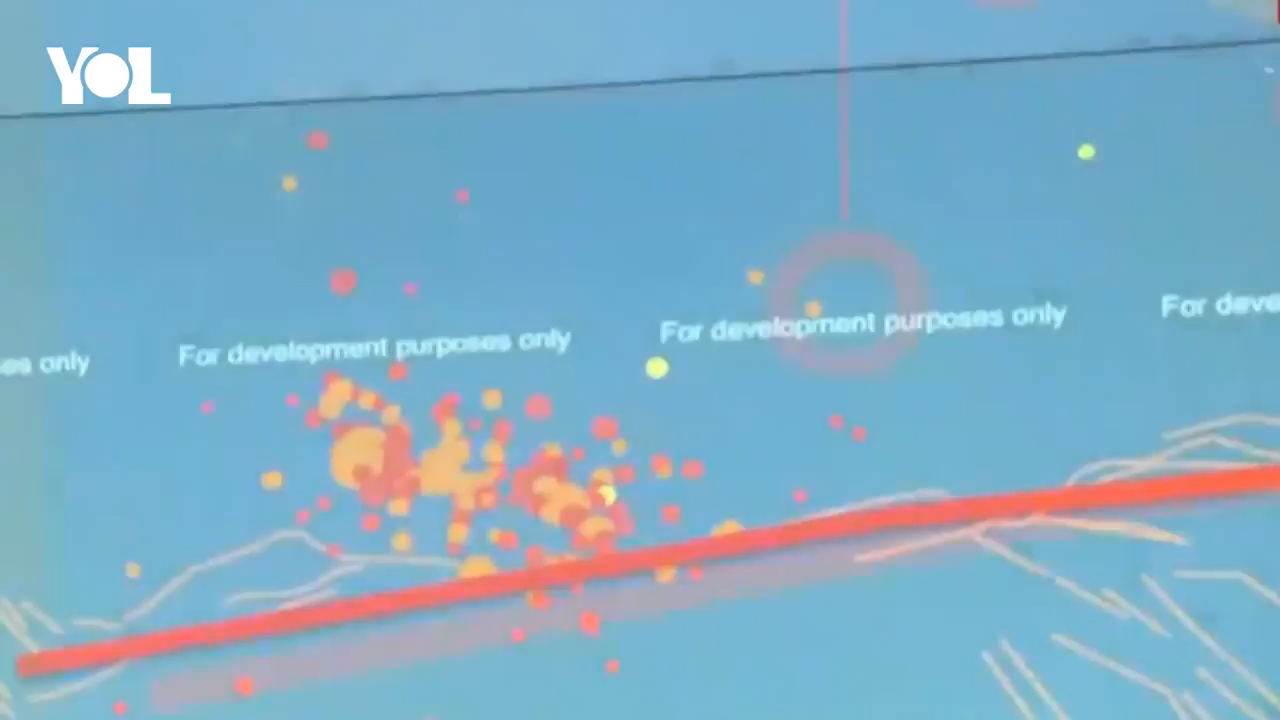 YOL
es only
For development purposes only
For development purposes only
For deve